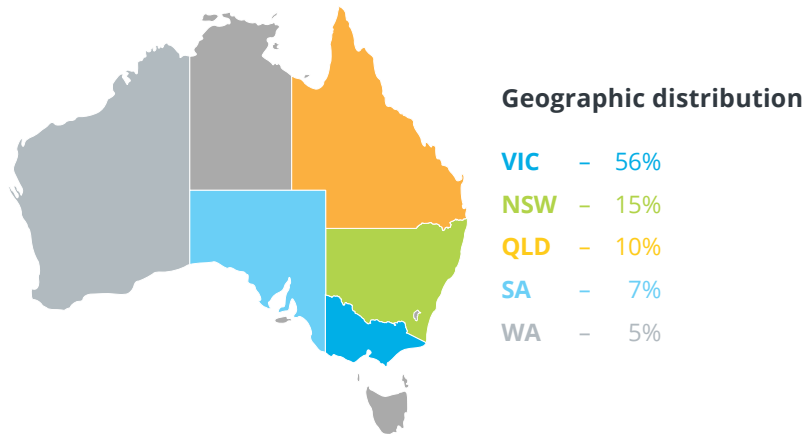 Geographic distribution
VIC – 56%
NSW – 15%
QLD – 10%
SA – 7%
WA – 5%